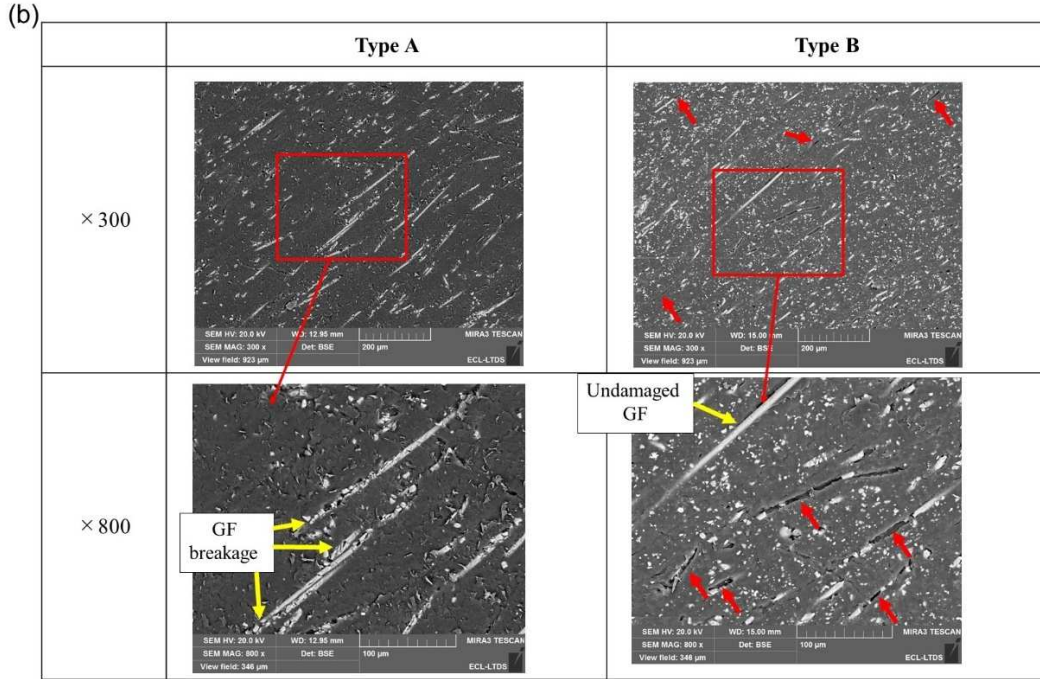 (b)
Type A
Type B
× 300
SEM HV: 20.0 kV
WD: 12.95 mm
MIRA3 TESCAN
SEM MAG: 300 x
Det: BSE
200 µm
View field: 923 µm
ECL-LTDS
SEM HV: 20.0 kV
WD: 15.00 mm
MIRA3 TESCAN
SEM MAG: 300 x
Det: BSE
200 µm
View field: 923 µm
ECL-LTDS
× 800
GF
breakage
SEM HV: 20.0 kV
WD: 12.95 mm
MIRA3 TESCAN
SEM MAG: 800 x
Det: BSE
100 µm
View field: 346 µm
ECL-LTDS
Undamaged
GF
SEM HV: 20.0 kV
WD: 15.00 mm
MIRA3 TESCAN
SEM MAG: 800 x
Det: BSE
100 µm
View field: 346 µm
ECL-LTDS